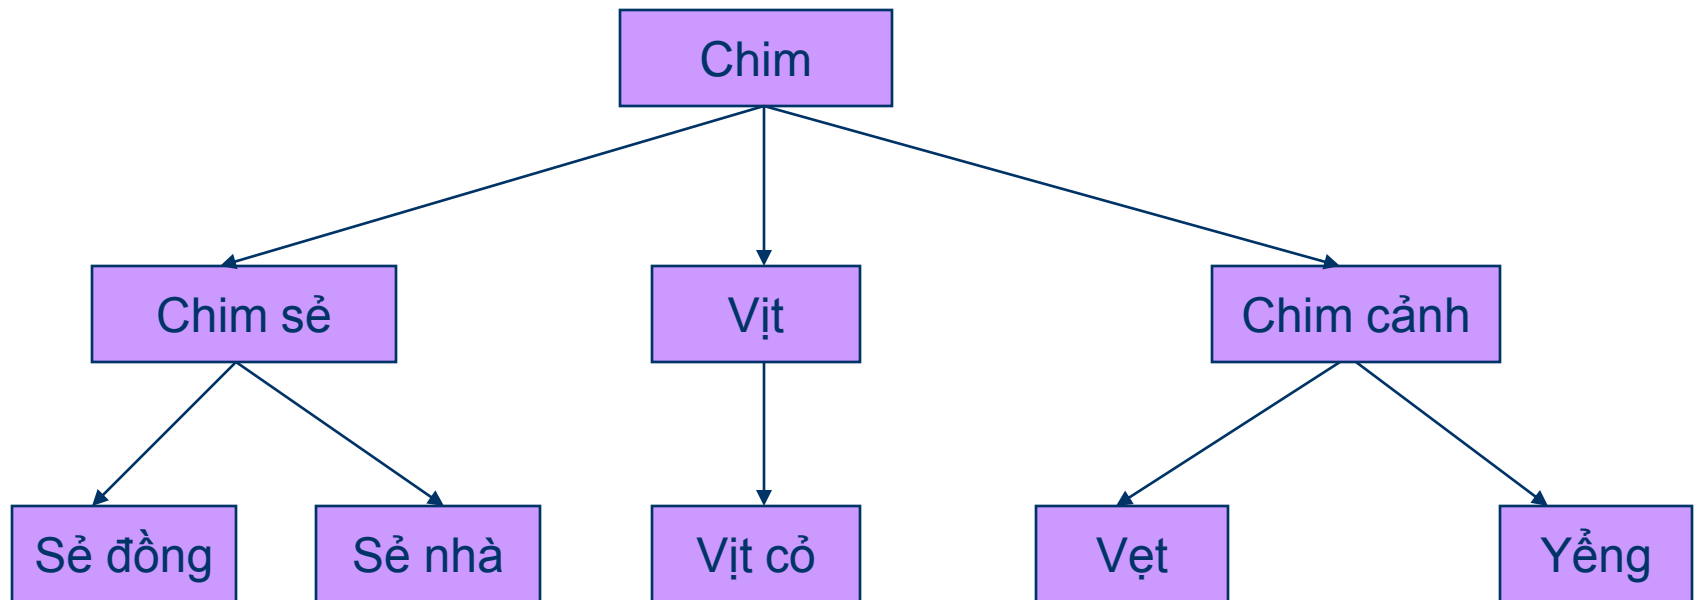 Chim
Chim sẻ
Vịt
Chim cảnh
Sẻ đồng
Sẻ nhà
Vịt cỏ
Vẹt
Yểng